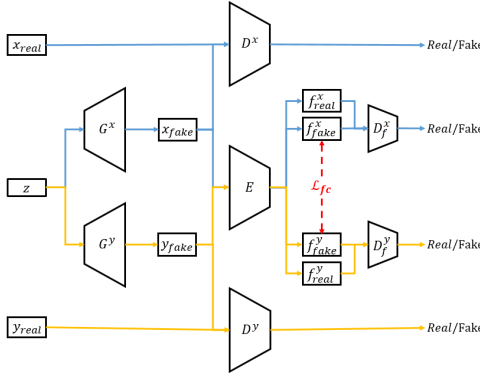 x_real
D^x
Real/Fake
G^x
x_fake
f^x_real
f^x_fake
D^x_f
Real/Fake
z
E
ℒ_fc
G^y
y_fake
f^y_fake
f^y_real
D^y_f
Real/Fake
y_real
D^y
Real/Fake